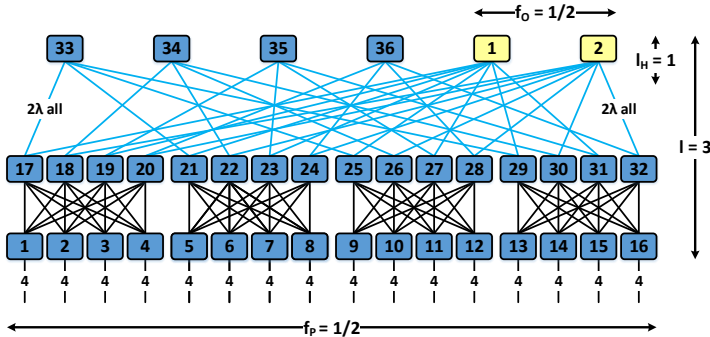 fO = 1/2
33 34 35 36 1 2
lH = 1
2λ all 2λ all
l = 3
17 18 19 20 21 22 23 24 25 26 27 28 29 30 31 32
1 2 3 4 5 6 7 8 9 10 11 12 13 14 15 16
4 4 4 4 4 4 4 4 4 4 4 4 4 4 4 4
fP = 1/2